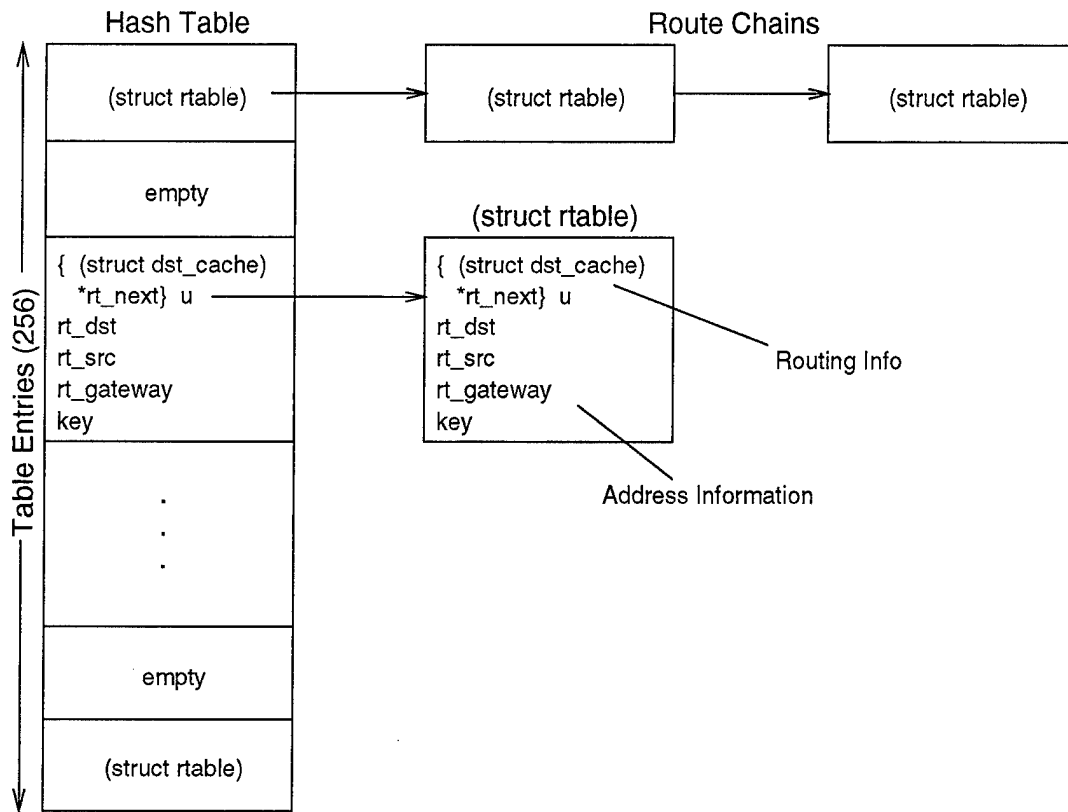 Hash Table
Route Chains
(struct rtable)
(struct rtable)
(struct rtable)
empty
(struct rtable)
{ (struct dst_cache)
*rt_next} u
rt_dst
rt_src
rt_gateway
key
{ (struct dst_cache)
*rt_next} u
rt_dst
rt_src
rt_gateway
key
Routing Info
Address Information
Table Entries (256)
.
.
.
empty
(struct rtable)